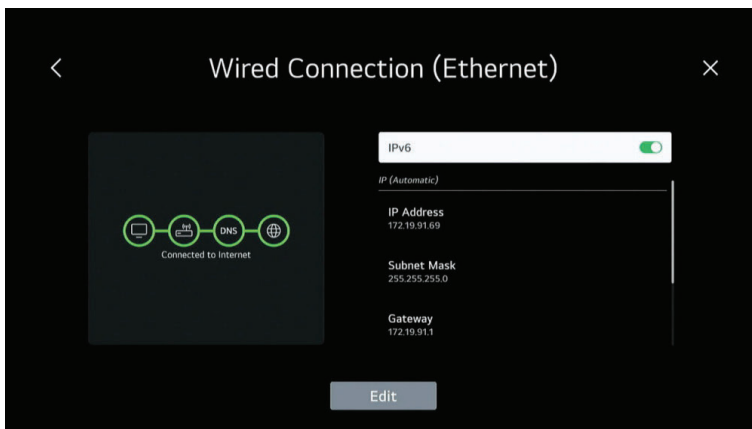 Wired Connection (Ethernet)
IPv6
IP (Automatic)
IP Address
172.19.91.69
Subnet Mask
255.255.255.0
Gateway
172.19.91.1
DNS
Connected to Internet
Edit